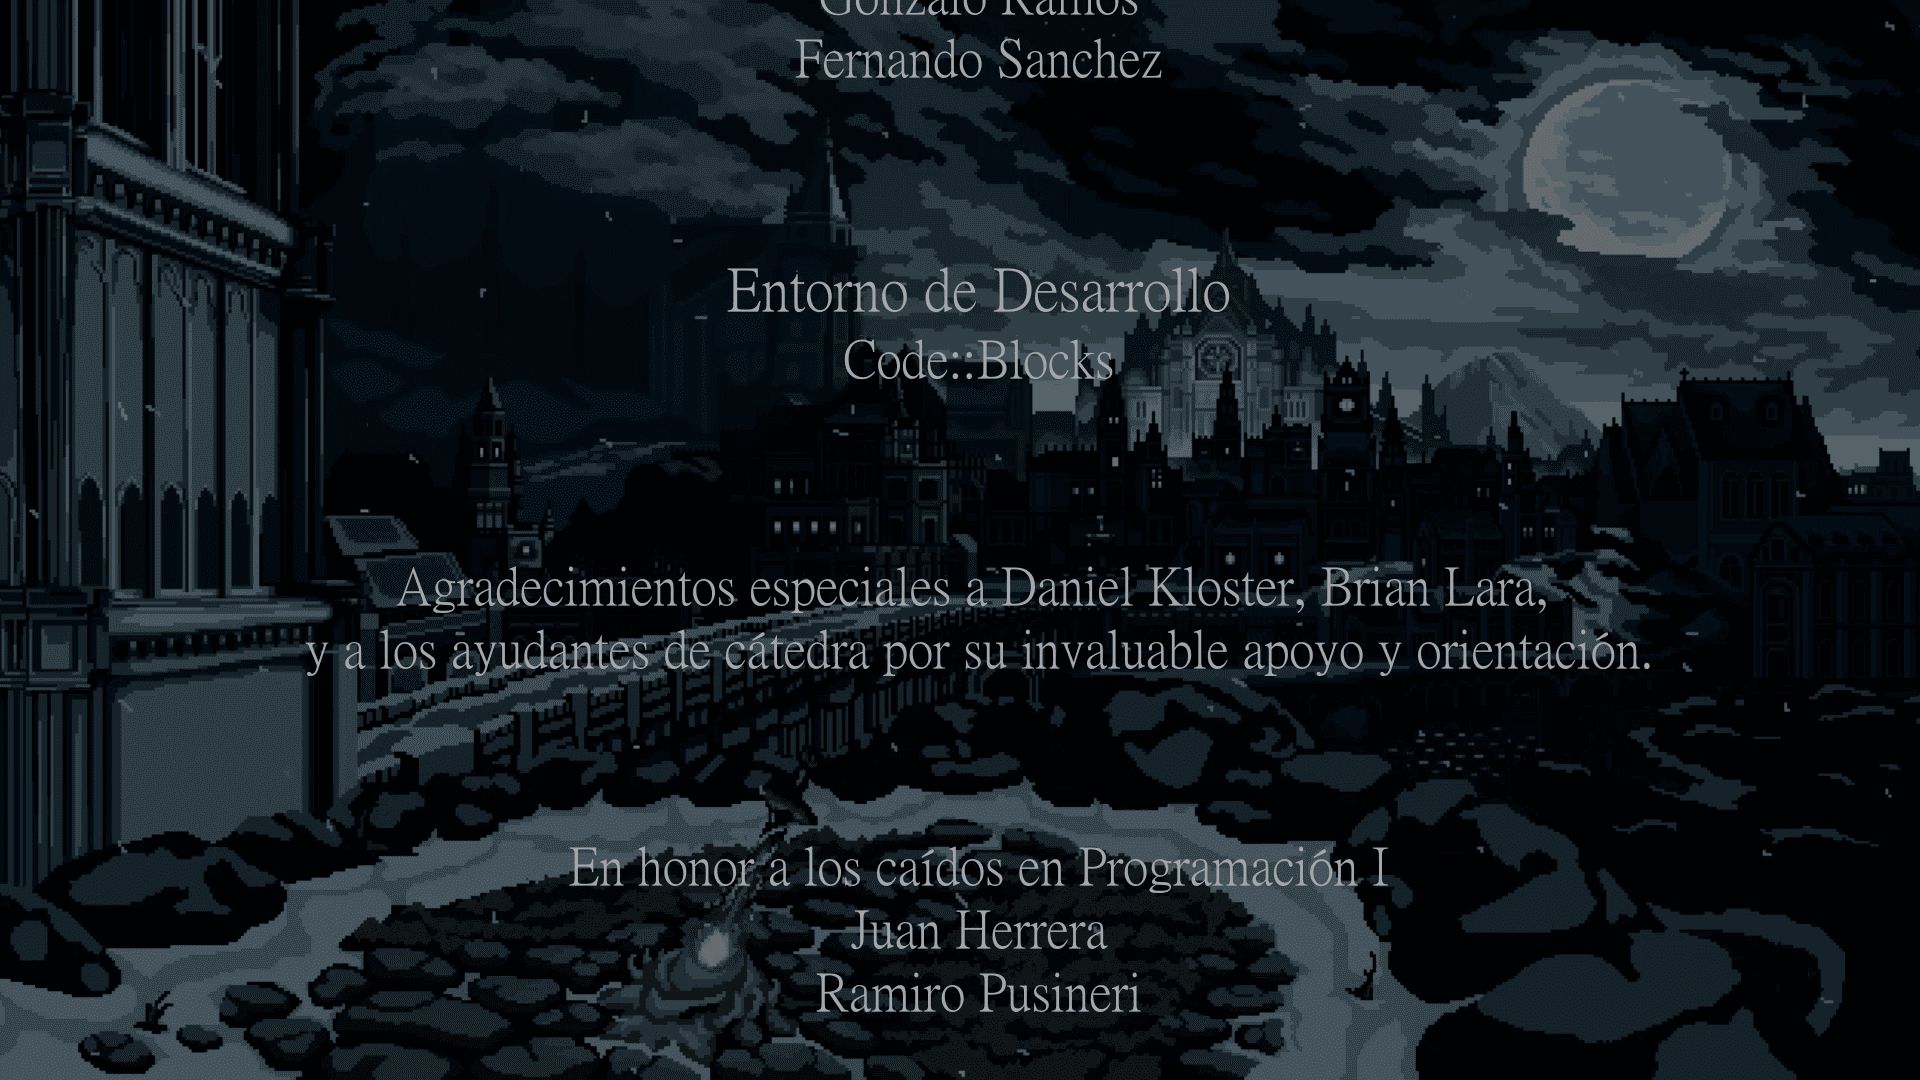 Gonzalo Ramos
Fernando Sanchez
Entorno de Desarrollo
Code::Blocks
Agradecimientos especiales a Daniel Kloster, Brian Lara,
y a los ayudantes de cátedra por su invaluable apoyo y orientación.
En honor a los caídos en Programación I
Juan Herrera
Ramiro Pusineri